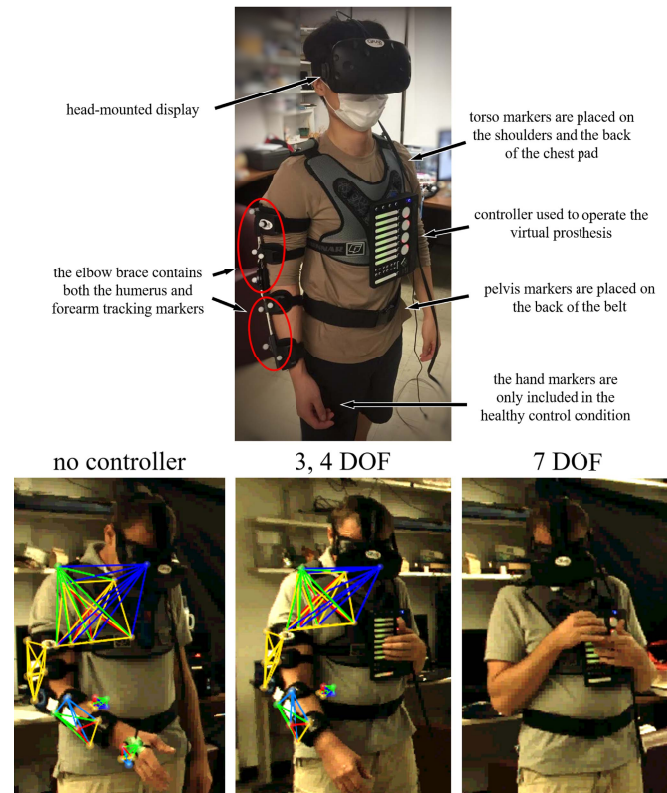 head-mounted display
torso markers are placed on
the shoulders and the back
of the chest pad
controller used to operate the
virtual prosthesis
the elbow brace contains
both the humerus and
forearm tracking markers
pelvis markers are placed on
the back of the belt
the hand markers are
only included in the
healthy control condition
no controller
3, 4 DOF
7 DOF